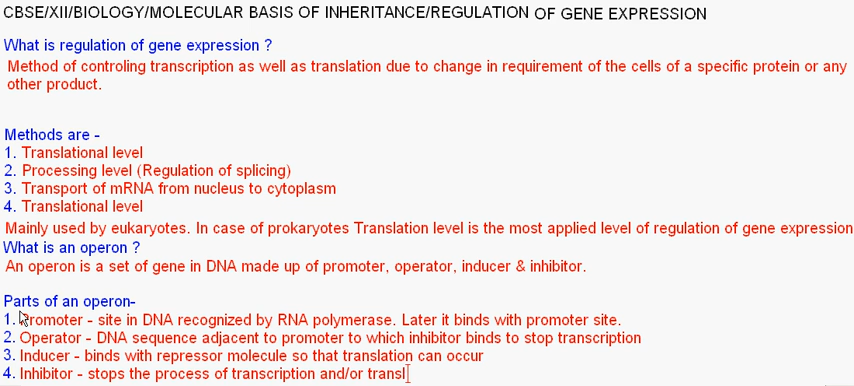 CBSE/XII/BIOLOGY/MOLECULAR BASIS OF INHERITANCE/REGULATION OF GENE EXPRESSION
What is regulation of gene expression ?
Method of controling transcription as well as translation due to change in requirement of the cells of a specific protein or any
other product.
Methods are -
1. Translational level
2. Processing level (Regulation of splicing)
3. Transport of mRNA from nucleus to cytoplasm
4. Translational level
Mainly used by eukaryotes. In case of prokaryotes Translation level is the most applied level of regulation of gene expression
What is an operon ?
An operon is a set of gene in DNA made up of promoter, operator, inducer & inhibitor.
Parts of an operon-
1. Promoter - site in DNA recognized by RNA polymerase. Later it binds with promoter site.
2. Operator - DNA sequence adjacent to promoter to which inhibitor binds to stop transcription
3. Inducer - binds with repressor molecule so that translation can occur
4. Inhibitor - stops the process of transcription and/or transl